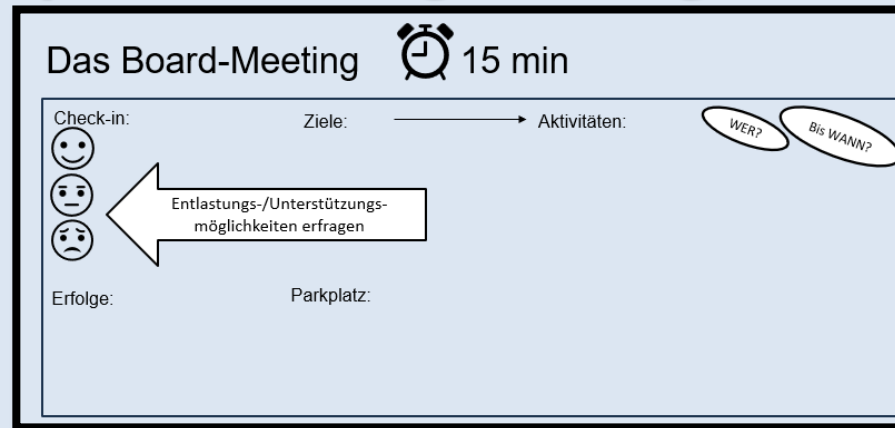 Das Board-Meeting 15 min
Check-in:
Ziele:
Aktivitäten:
WER?
Bis WANN?
Entlastungs-/Unterstützungs-
möglichkeiten erfragen
Erfolge:
Parkplatz: